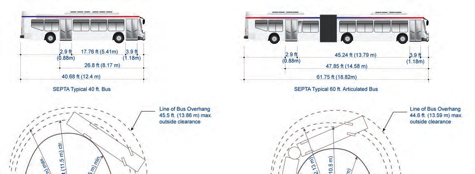 2.9 ft (0.88m) 17.76 ft (5.41m) 3.9 ft (1.18m)
26.8 ft (8.17 m)
40.68 ft (12.4 m)
SEPTA Typical 40 ft. Bus
2.9 ft (0.88m) 45.24 ft (13.79 m) 3.9 ft (1.18m)
47.85 ft (14.58 m)
61.75 ft (18.82m)
SEPTA Typical 60 ft. Articulated Bus
Line of Bus Overhang
45.5 ft. (13.86 m) max.
outside clearance
Line of Bus Overhang
44.6 ft. (13.59 m) max.
outside clearance